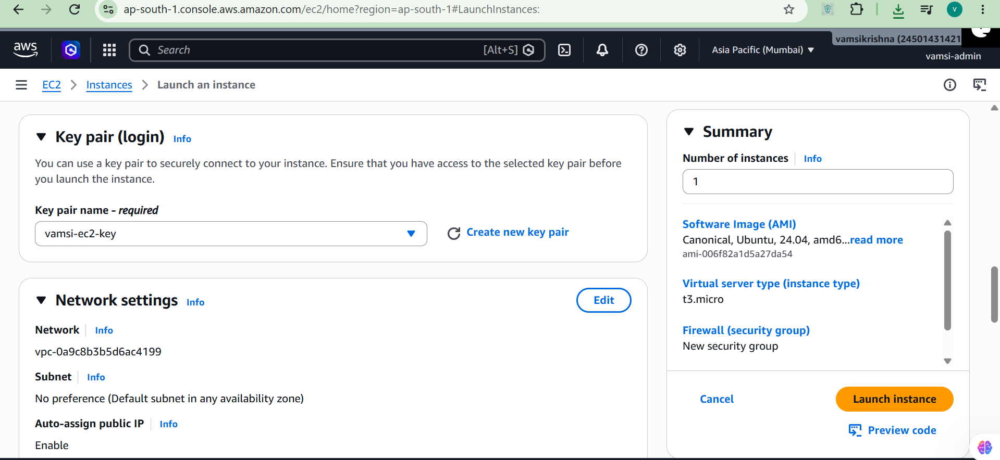 ap-south-1.console.aws.amazon.com/ec2/home?region=ap-south-1#LaunchInstances:
V
aws
Search
[Alt+S]
Asia Pacific (Mumbai)
vamsikrishna (24501431421
vamsi-admin
EC2
Instances
Launch an instance
Key pair (login)
Info
You can use a key pair to securely connect to your instance. Ensure that you have access to the selected key pair before
you launch the instance.
Key pair name - required
vamsi-ec2-key
Create new key pair
Network settings
Info
Edit
Network
Info
vpc-0a9c8b3b5d6ac4199
Subnet
Info
No preference (Default subnet in any availability zone)
Auto-assign public IP
Info
Enable
Summary
Number of instances
Info
1
Software Image (AMI)
Canonical, Ubuntu, 24.04, amd6...read more
ami-006f82a1d5a27da54
Virtual server type (instance type)
t3.micro
Firewall (security group)
New security group
Cancel
Launch instance
Preview code